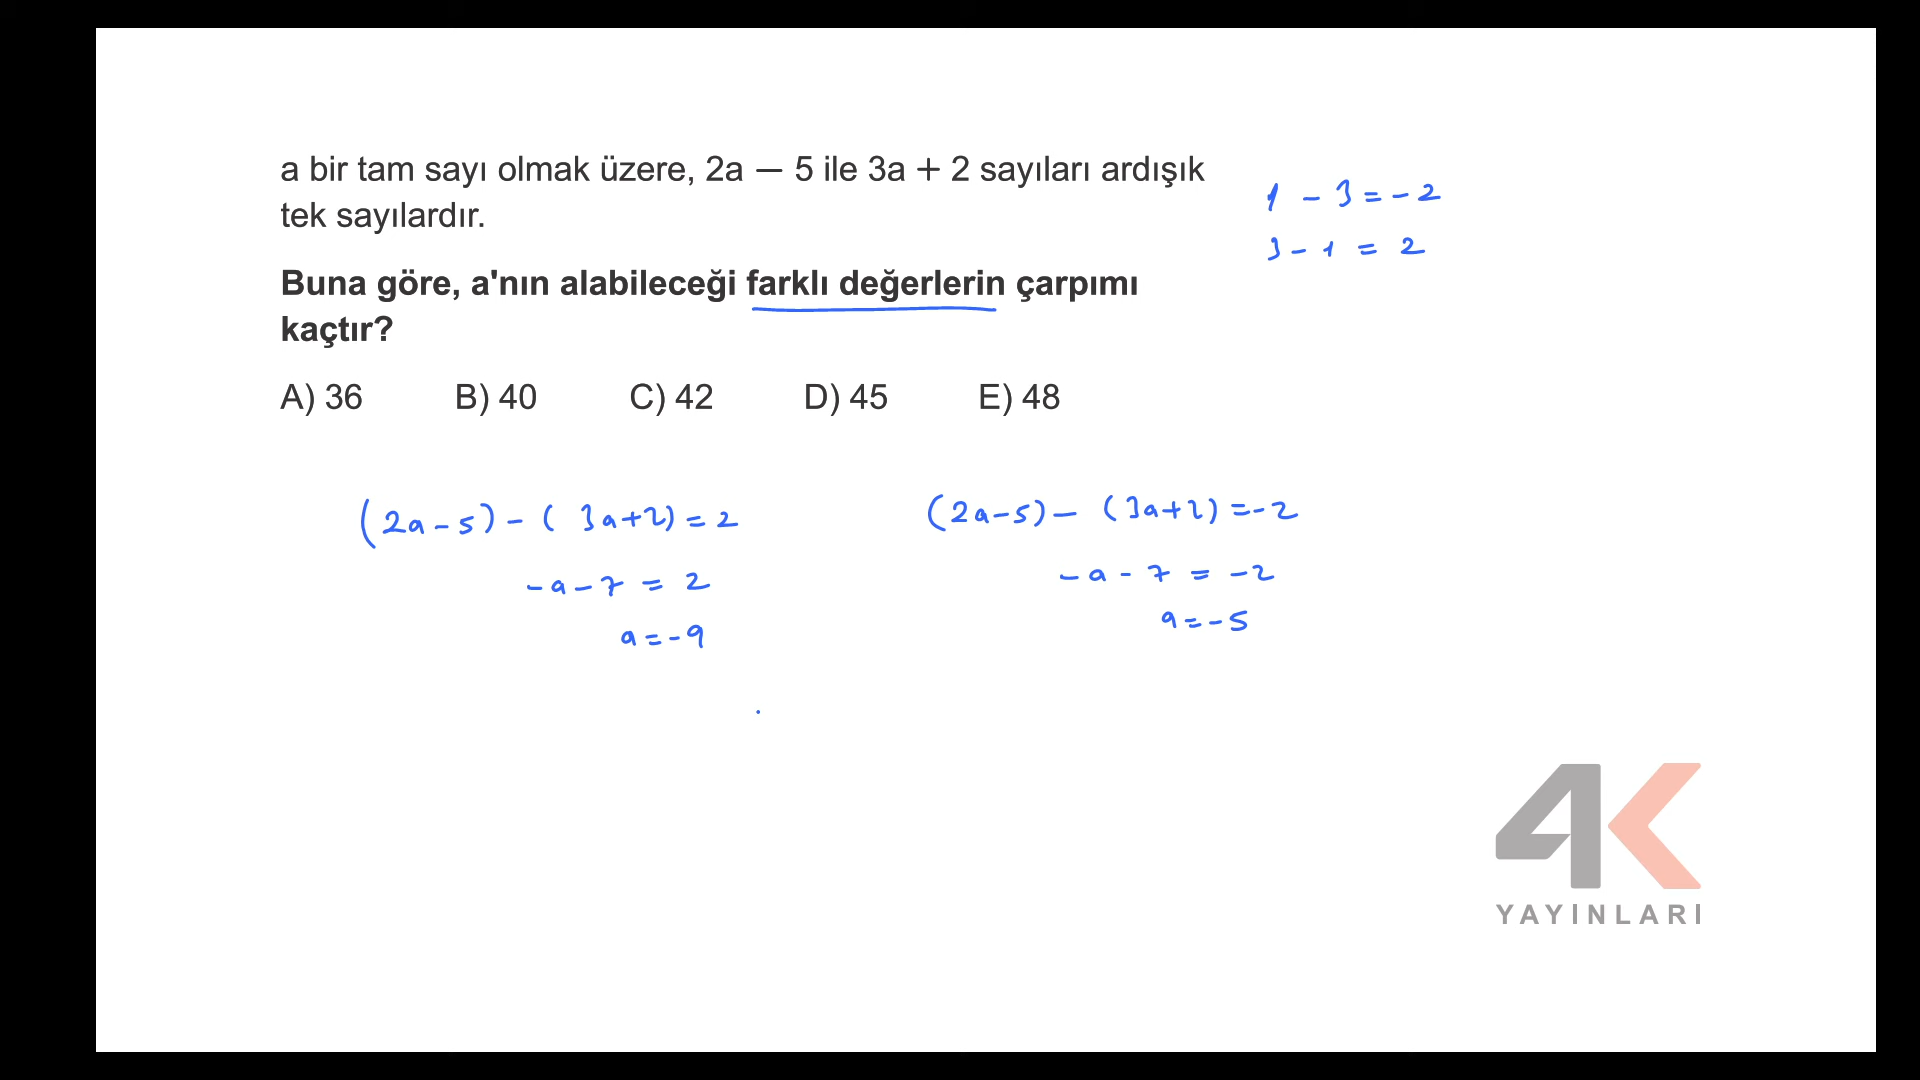 a bir tam sayı olmak üzere, 2a — 5 ile 3a + 2 sayıları ardışık
tek sayılardır.
1 - 3 = -2
3 - 1 = 2
Buna göre, a'nın alabileceği farklı değerlerin çarpımı
kaçtır?
A) 36 B) 40 C) 42 D) 45 E) 48
(2a-5) - (3a+2) = 2
-a-7 = 2
a = -9
(2a-5) - (3a+2) = -2
-a-7 = -2
a = -5
4K
YAYINLARI